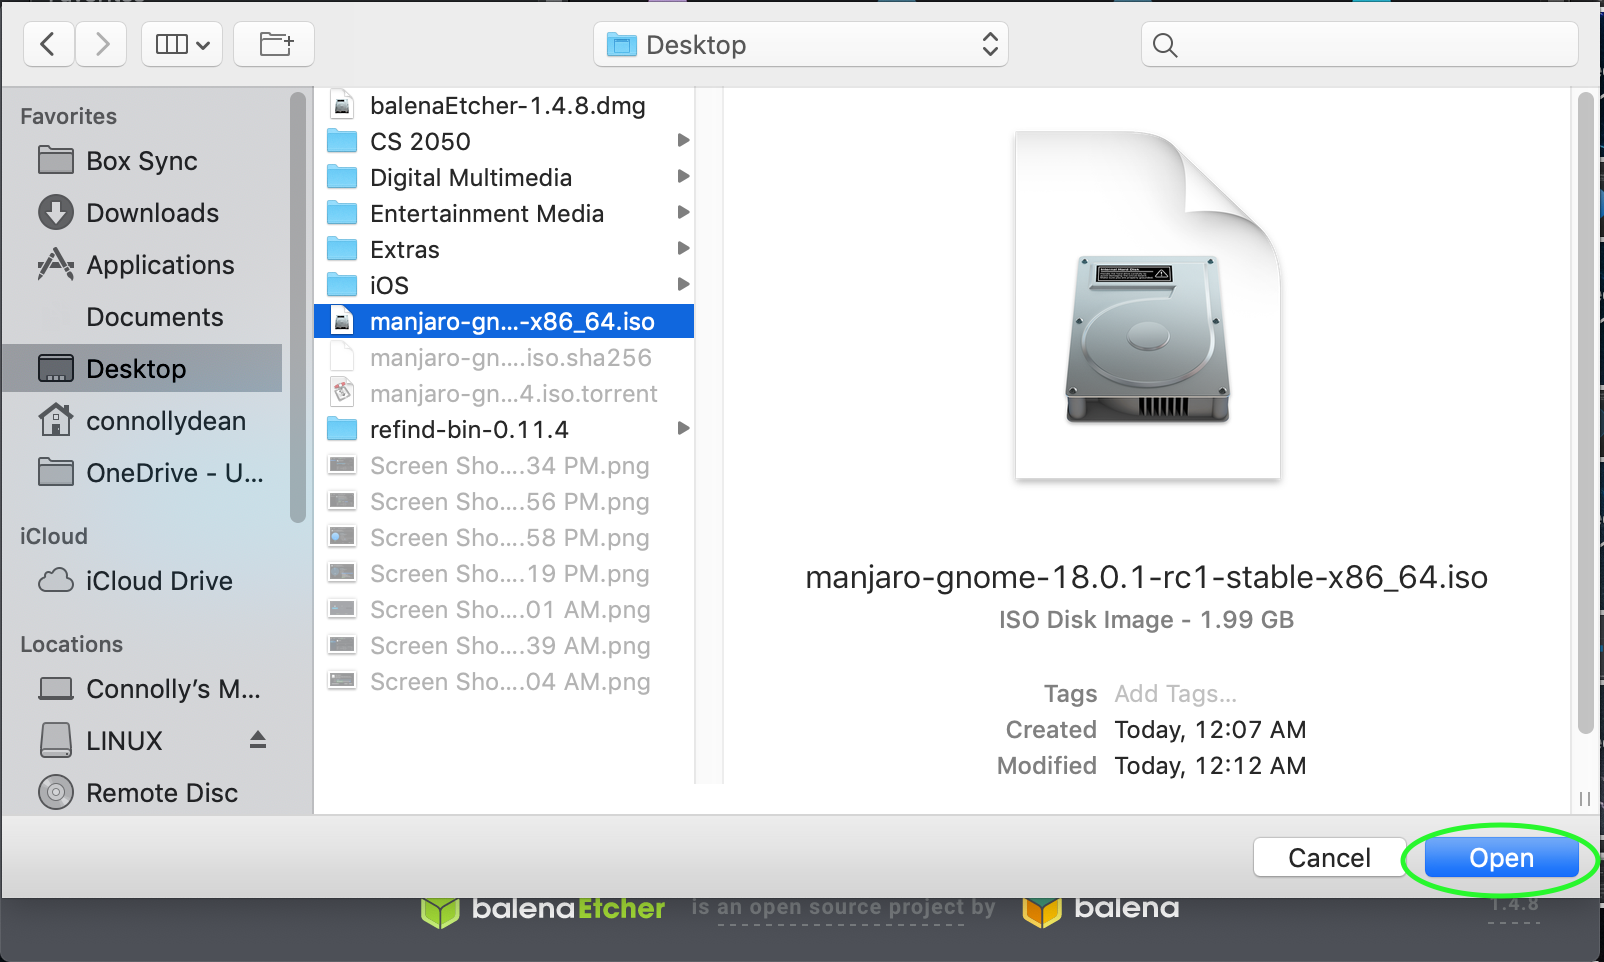 Desktop
Favorites
Box Sync
Downloads
Applications
Documents
Desktop
connollydean
OneDrive - U...
iCloud
iCloud Drive
Locations
Connolly's M...
LINUX
Remote Disc
balenaEtcher-1.4.8.dmg
CS 2050
Digital Multimedia
Entertainment Media
Extras
iOS
manjaro-gn...-x86_64.iso
manjaro-gn....iso.sha256
manjaro-gn...4.iso.torrent
refind-bin-0.11.4
Screen Sho....34 PM.png
Screen Sho....56 PM.png
Screen Sho....58 PM.png
Screen Sho....19 PM.png
Screen Sho....01 AM.png
Screen Sho....39 AM.png
Screen Sho....04 AM.png
manjaro-gnome-18.0.1-rc1-stable-x86_64.iso
ISO Disk Image - 1.99 GB
Tags Add Tags...
Created Today, 12:07 AM
Modified Today, 12:12 AM
Cancel
Open
balenaEtcher is an open source project by balena
1.4.8